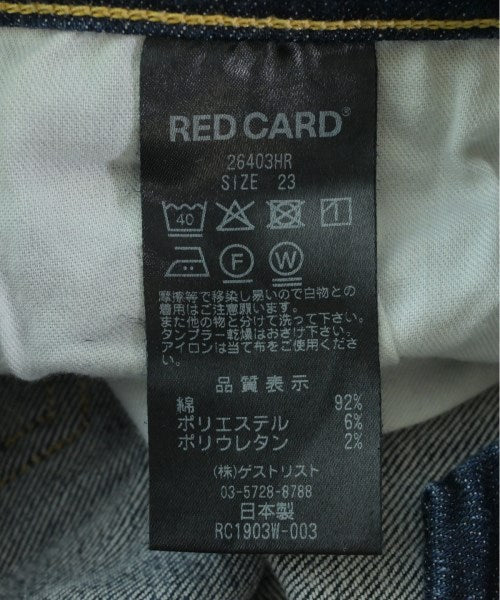 RED CARD®
26403HR
SIZE 23
40
F W
摩擦等で移染し易いので白物との
着用はご注意願います。
また他の物と分けて洗って下さい。
タンブラー乾燥はおさけ下さい。
アイロンは当て布をご使用くださ
い。
品質表示
綿 92%
ポリエステル 6%
ポリウレタン 2%
(株)ゲストリスト
03-5728-8788
日本製
RC1903W-003